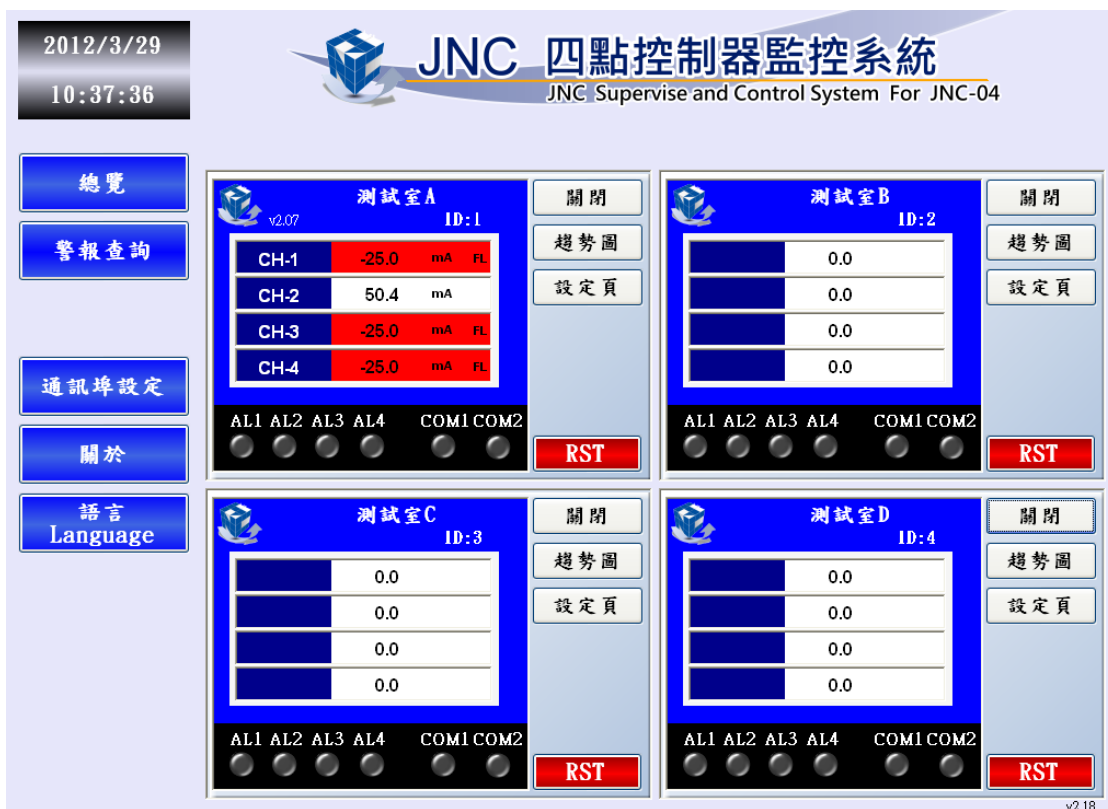 2012/3/29
10:37:36
JNC 四點控制器監控系統
JNC Supervise and Control System For JNC-04
總覽
警報查詢
通訊埠設定
關於
語言
Language
測試室A
v2.07 ID:1
CH-1 -25.0 mA FL
CH-2 50.4 mA
CH-3 -25.0 mA FL
CH-4 -25.0 mA FL
AL1 AL2 AL3 AL4 COM1 COM2
關閉
趨勢圖
設定頁
RST
測試室B
ID:2
0.0
0.0
0.0
0.0
AL1 AL2 AL3 AL4 COM1 COM2
關閉
趨勢圖
設定頁
RST
測試室C
ID:3
0.0
0.0
0.0
0.0
AL1 AL2 AL3 AL4 COM1 COM2
關閉
趨勢圖
設定頁
RST
測試室D
ID:4
0.0
0.0
0.0
0.0
AL1 AL2 AL3 AL4 COM1 COM2
關閉
趨勢圖
設定頁
RST
v2.18